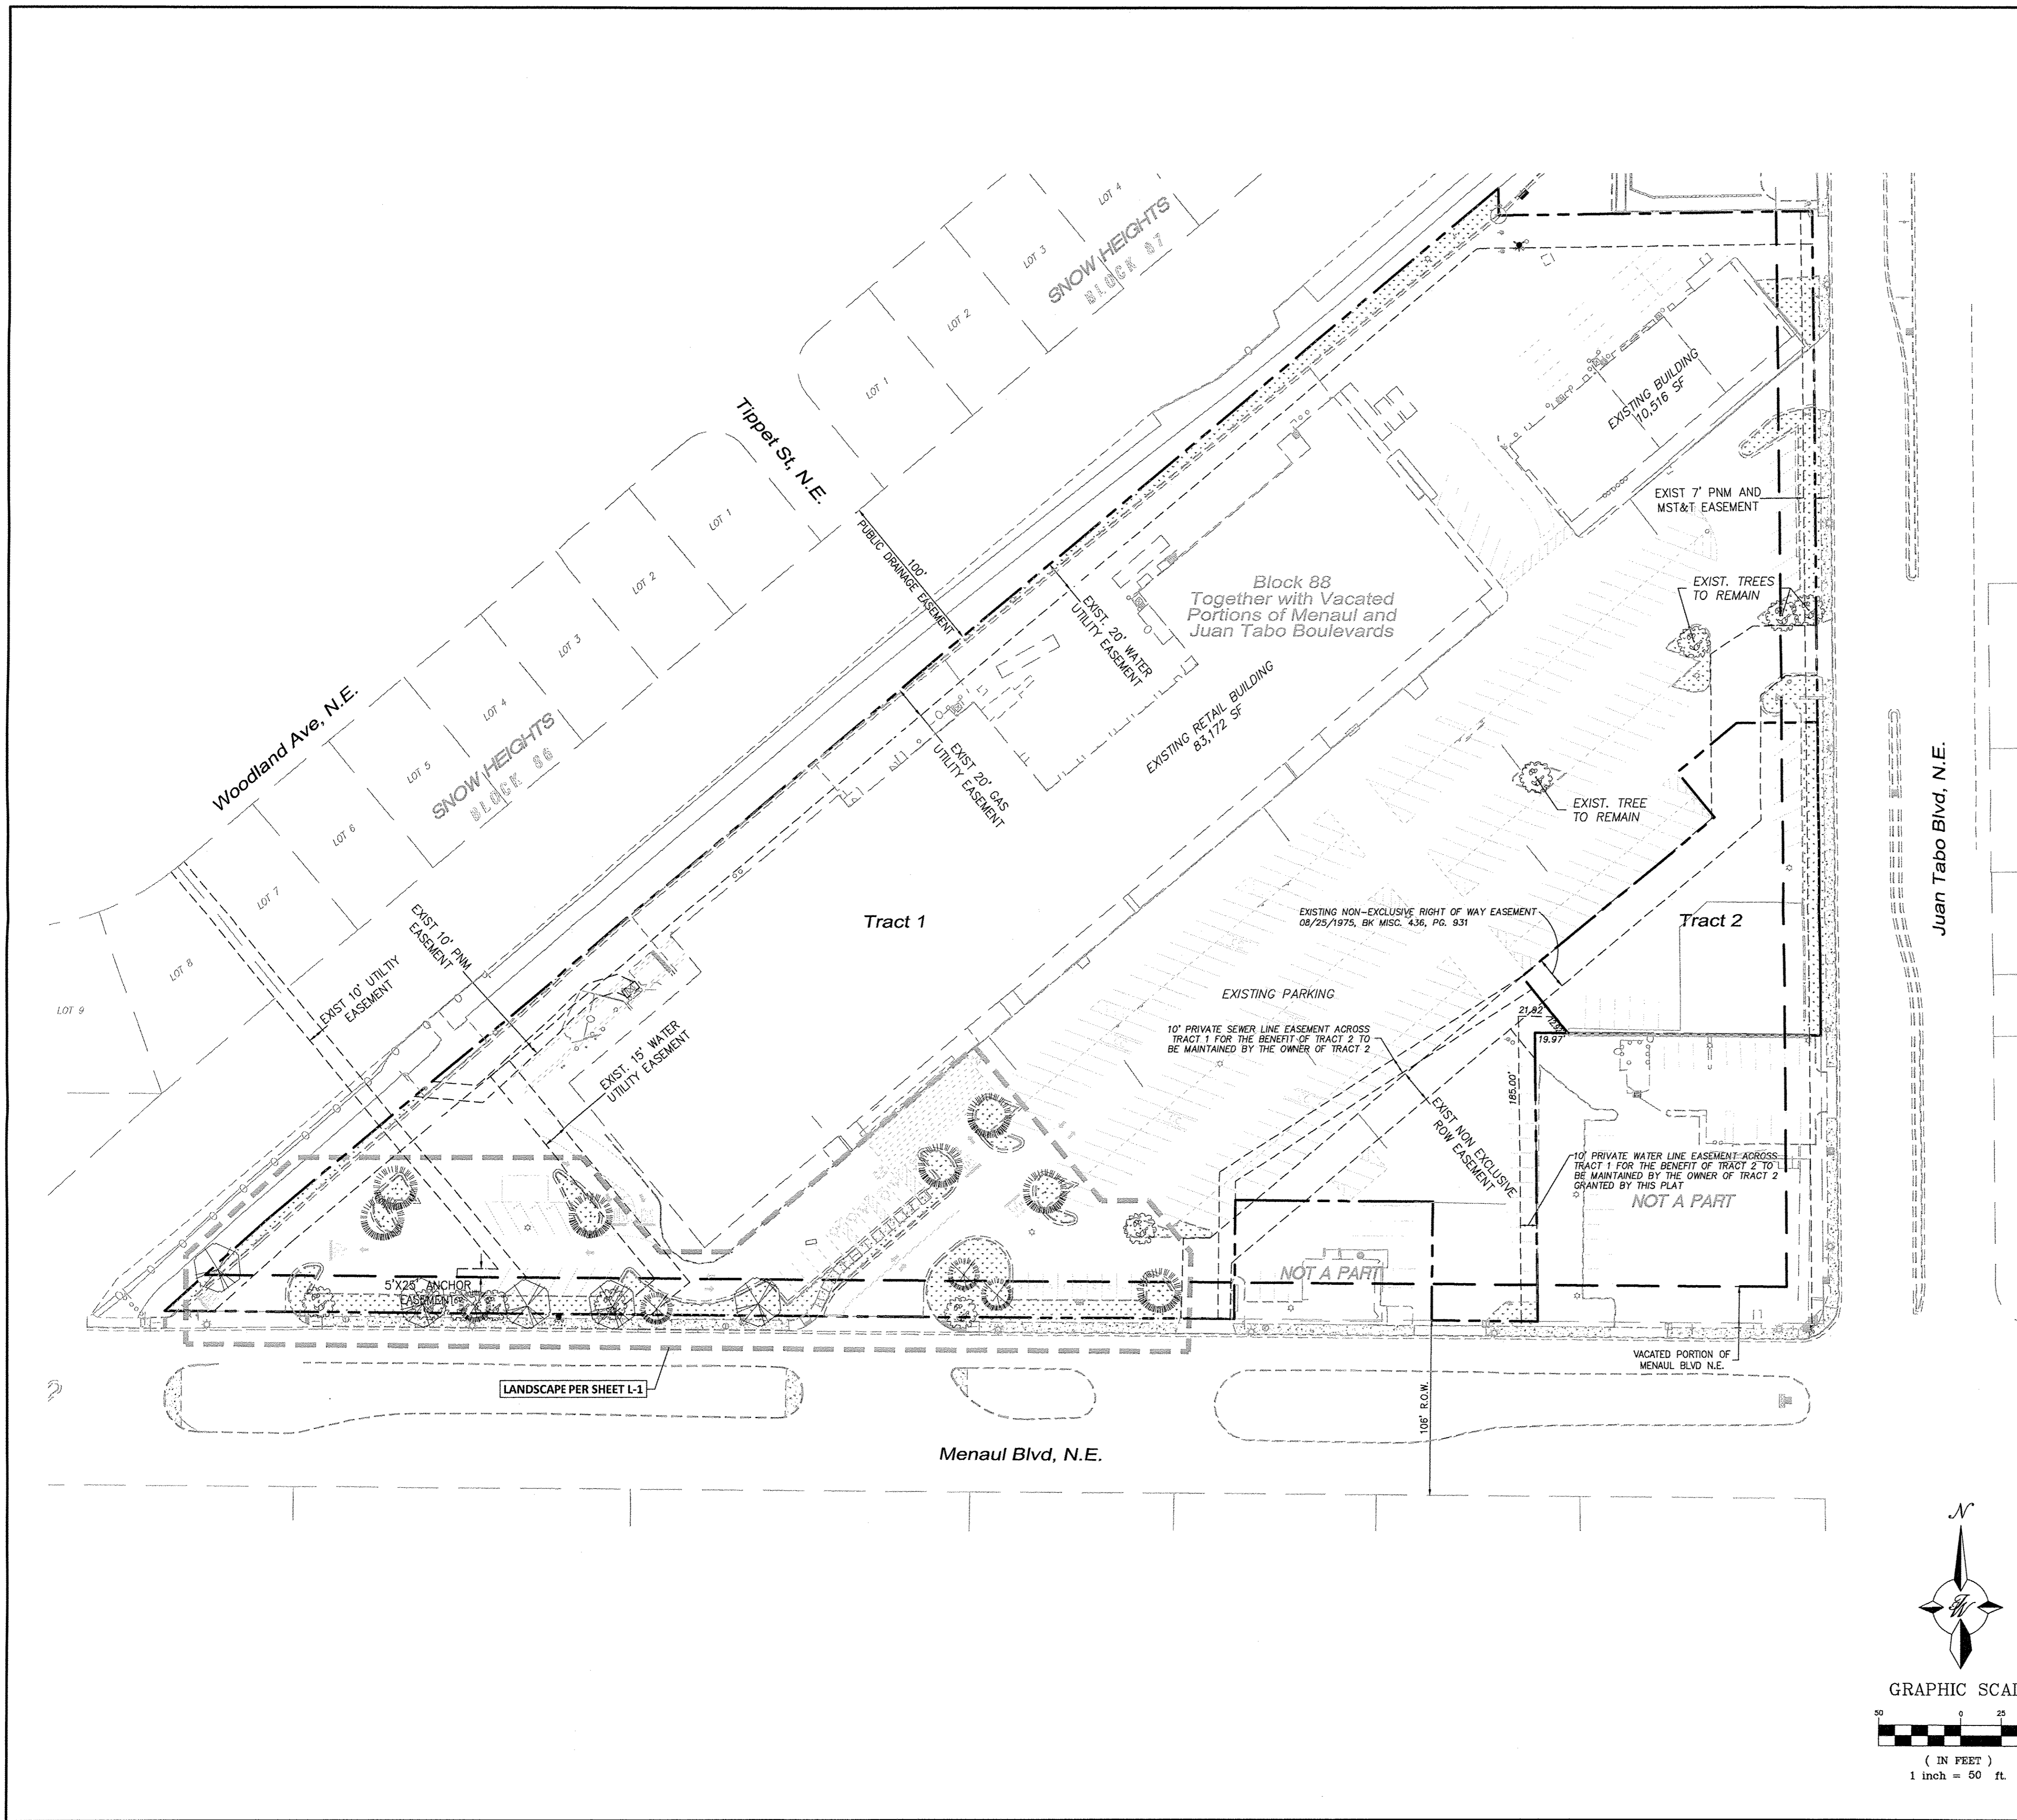 LOT 4
LOT 3
SNOW HEIGHTS
BLOCK 87
LOT 2
LOT 1
Tippet St, N.E.
EXISTING BUILDING
10,516 SF
EXIST 7' PNM AND
MST&T EASEMENT
100'
PUBLIC DRAINAGE EASEMENT
LOT 1
LOT 2
LOT 3
LOT 4
SNOW HEIGHTS
LOT 5
LOT 6
LOT 7
LOT 8
LOT 9
Woodland Ave, N.E.
Block 88
Together with Vacated
Portions of Menaul and
Juan Tabo Boulevards
EXIST. TREES
TO REMAIN
EXIST. 20' WATER
UTILITY EASEMENT
EXISTING RETAIL BUILDING
83,172 SF
EXIST 20' GAS
UTILITY EASEMENT
EXIST. TREE
TO REMAIN
Juan Tabo Blvd, N.E.
Tract 1
EXISTING NON-EXCLUSIVE RIGHT OF WAY EASEMENT
08/25/1975, BK MISC. 436, PG. 931
Tract 2
EXIST 10' PNM
EASEMENT
EXIST 10' UTILTIY
EASEMENT
EXISTING PARKING
10' PRIVATE SEWER LINE EASEMENT ACROSS
TRACT 1 FOR THE BENEFIT OF TRACT 2 TO
BE MAINTAINED BY THE OWNER OF TRACT 2
21.92
19.97'
EXIST. 15' WATER
UTILITY EASEMENT
185.00'
EXIST NON EXCLUSIVE
ROW EASEMENT
10' PRIVATE WATER LINE EASEMENT ACROSS
TRACT 1 FOR THE BENEFIT OF TRACT 2 TO
BE MAINTAINED BY THE OWNER OF TRACT 2
GRANTED BY THIS PLAT
NOT A PART
NOT A PART
5'X25' ANCHOR
EASEMENT
VACATED PORTION OF
MENAUL BLVD N.E.
LANDSCAPE PER SHEET L-1
106' R.O.W.
Menaul Blvd, N.E.
N
GRAPHIC SCAL
50 0 25
( IN FEET )
1 inch = 50 ft.